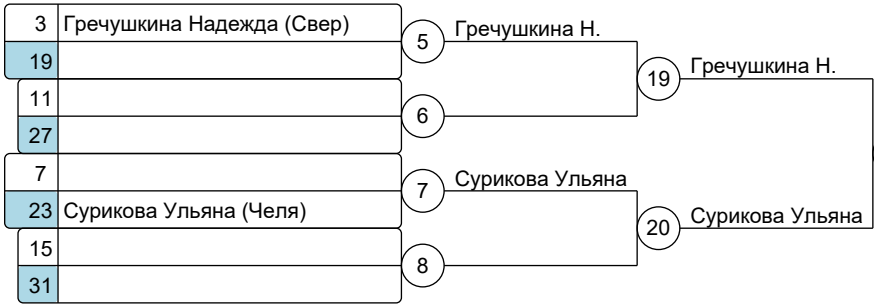 3 Гречушкина Надежда (Свер)
5 Гречушкина Н.
19
19 Гречушкина Н.
11
6
27
7
7 Сурикова Ульяна
23 Сурикова Ульяна (Челя)
20 Сурикова Ульяна
15
8
31